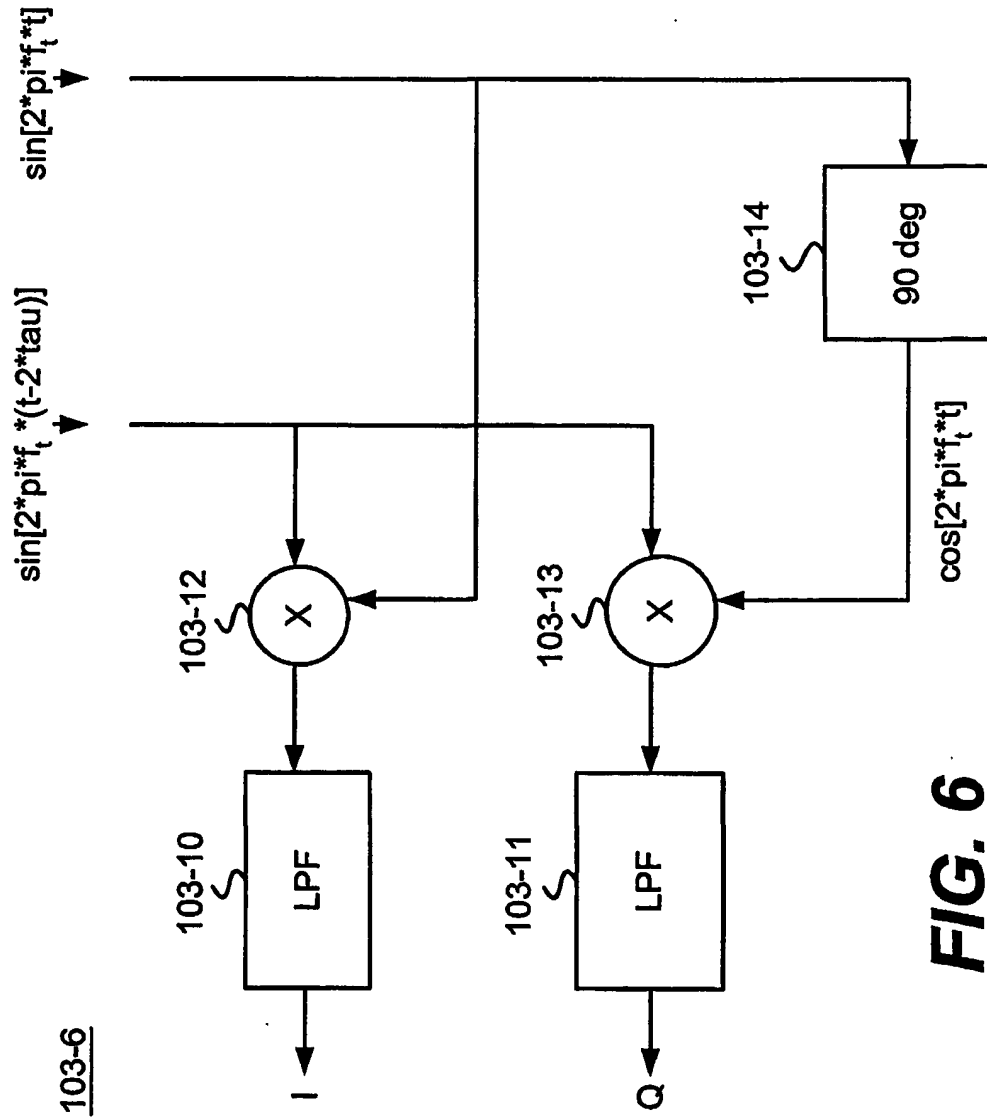 103-6
sin[2*pi*f_t*(t-2*tau)]
sin[2*pi*f_t*t]
103-12
X
103-10
LPF
I
103-13
X
103-11
LPF
Q
103-14
90 deg
cos[2*pi*f_t*t]
FIG. 6